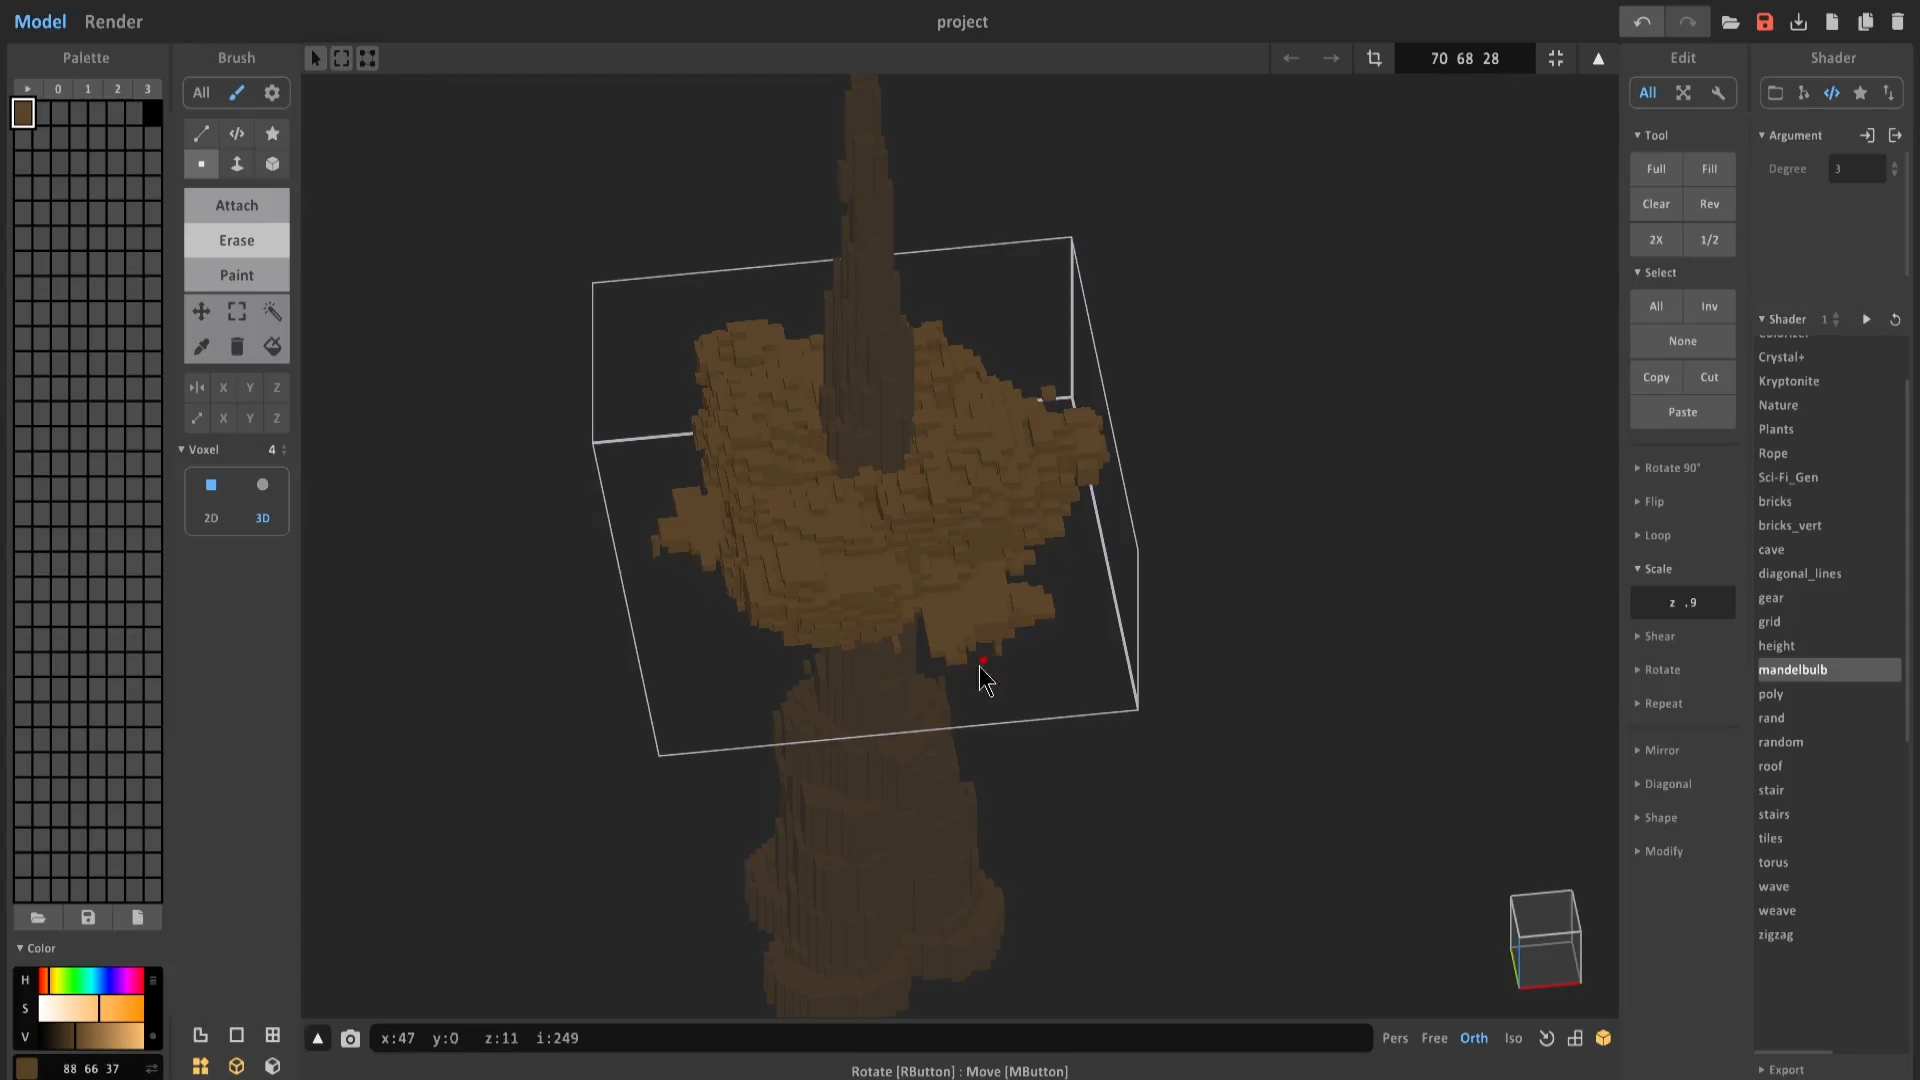 Model Render
project
Palette
0 1 2 3
Color
H
S
V
88 66 37
Brush
All
Attach
Erase
Paint
X Y Z
X Y Z
Voxel 4
2D 3D
70 68 28
x:47 y:0 z:11 i:249
Pers Free Orth Iso
Rotate [RButton] : Move [MButton]
Edit
All
Tool
Full Fill
Clear Rev
2X 1/2
Select
All Inv
None
Copy Cut
Paste
Rotate 90°
Flip
Loop
Scale
z .9
Shear
Rotate
Repeat
Mirror
Diagonal
Shape
Modify
Shader
Argument
Degree 3
Shader 1
Crystal+
Kryptonite
Nature
Plants
Rope
Sci-Fi_Gen
bricks
bricks_vert
cave
diagonal_lines
gear
grid
height
mandelbulb
poly
rand
random
roof
stair
stairs
tiles
torus
wave
weave
zigzag
Export